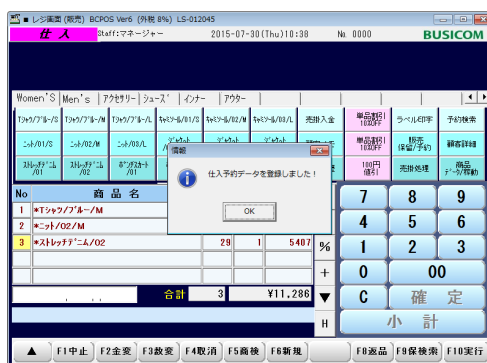 レジ画面 (販売) BCPOS Ver6 (外税 8%) LS-012045
仕 入 Staff:マネージャー 2015-07-30(Thu)10:38 No. 0000 BUSICOM
Women'S Men's アクセサリー シューズ インナー アウター
Tシャツ/ブルー/S Tシャツ/ブルー/M Tシャツ/ブルー/L キャミソール/01/S キャミソール/02/M キャミソール/03/L 売掛入金 単品割引 10%OFF ラベル印字 予約検索
ニット/01/S ニット/02/M ニット/03/L 単品割引 10%OFF 販売 (保留/予約) 顧客詳細
ストレッチデニム/01 ストレッチデニム/02 ボアスカート/01 100円 値引 売掛処理 商品 データ/移動
情報
仕入予約データを登録しました！
OK
No 商 品 名
1 *Tシャツ/ブルー/M
2 *ニット/02/M
3 *ストレッチデニム/02 29 1 5407
合計 3 ¥11,286
7 8 9
4 5 6
% 1 2 3
+ 0 00
▼ C 確 定
H 小 計
▲ F1中止 F2金変 F3数変 F4取消 F5商検 F6新規 F8返品 F9保検索 F10実行